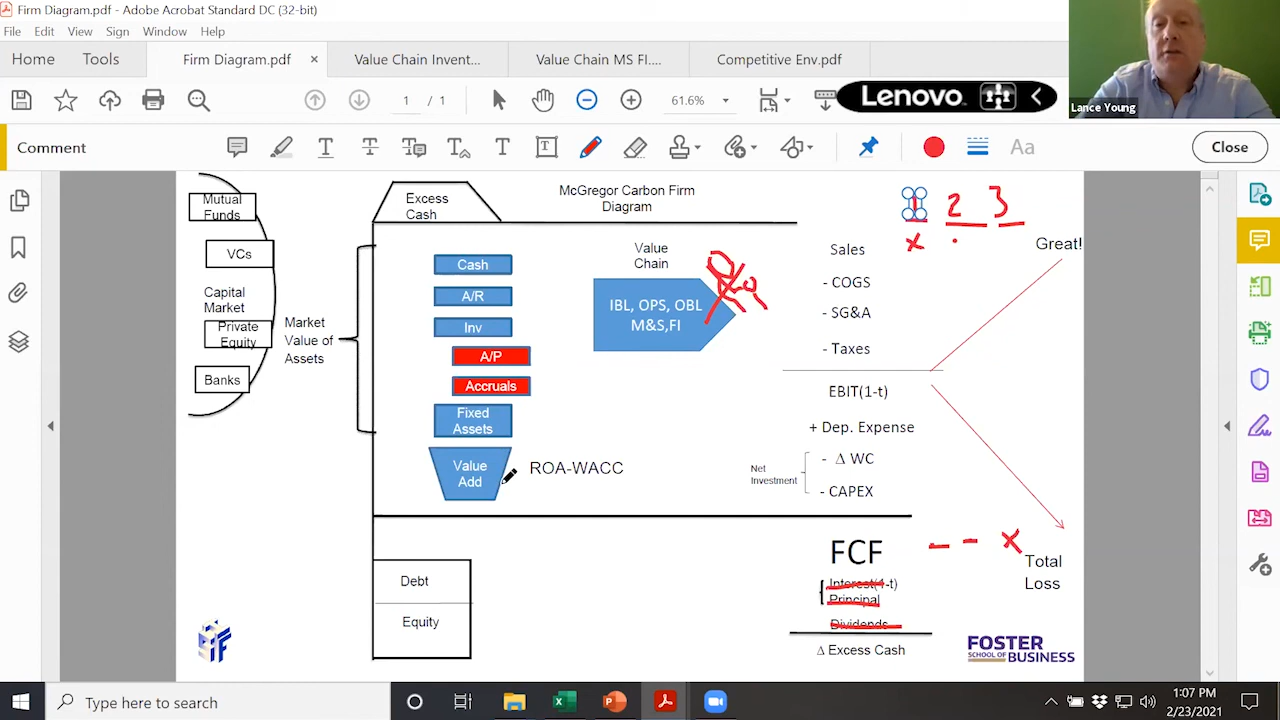 Firm Diagram.pdf - Adobe Acrobat Standard DC (32-bit)
File Edit View Sign Window Help
Home Tools Firm Diagram.pdf × Value Chain Invent... Value Chain MS FI.... Competitive Env.pdf
1 / 1 61.6% Lenovo
Lance Young
Comment Aa Close
Mutual
Funds
VCs
Capital
Market
Private
Equity
Banks
Market
Value of
Assets
Excess
Cash
McGregor Carbon Firm
Diagram
Cash
A/R
Inv
A/P
Accruals
Fixed
Assets
Value
Add
ROA-WACC
Value
Chain
IBL, OPS, OBL
M&S,FI
1 2 3
x
Great!
Sales
- COGS
- SG&A
- Taxes
EBIT(1-t)
+ Dep. Expense
Net
Investment
- Δ WC
- CAPEX
FCF
- - x
Total
Loss
Interest(1-t)
Principal
Dividends
Δ Excess Cash
Debt
Equity
FOSTER
SCHOOL OF BUSINESS
Type here to search
1:07 PM
2/23/2021